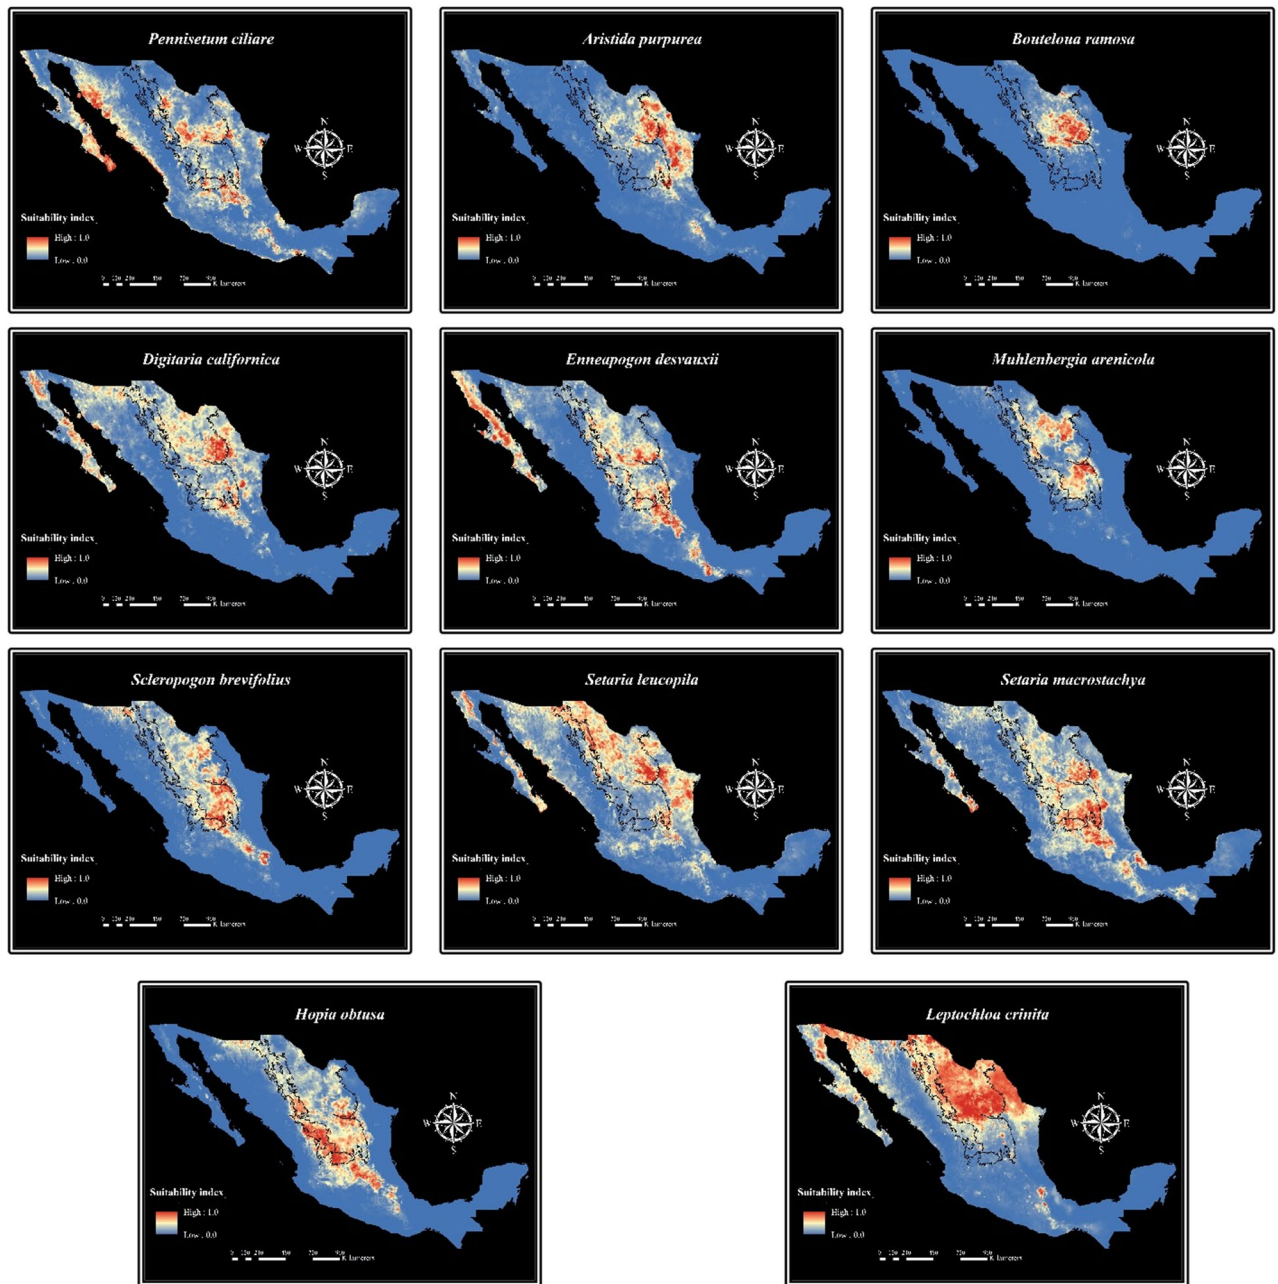 Pennisetum ciliare
N
W E
S
Suitability index
High : 1.0
Low . 0.0
Aristida purpurea
N
W E
S
Suitability index
High : 1.0
Low . 0.0
Bouteloua ramosa
N
W E
S
Suitability index
High : 1.0
Low . 0.0
Digitaria californica
N
W E
S
Suitability index
High : 1.0
Low . 0.0
Enneapogon desvauxii
N
W E
S
Suitability index
High : 1.0
Low . 0.0
Muhlenbergia arenicola
N
W E
S
Suitability index
High : 1.0
Low . 0.0
Scleropogon brevifolius
N
W E
S
Suitability index
High : 1.0
Low . 0.0
Setaria leucopila
N
W E
S
Suitability index
High : 1.0
Low . 0.0
Setaria macrostachya
N
W E
S
Suitability index
High : 1.0
Low . 0.0
Hopia obtusa
N
W E
S
Suitability index
High : 1.0
Low . 0.0
Leptochloa crinita
N
W E
S
Suitability index
High : 1.0
Low . 0.0